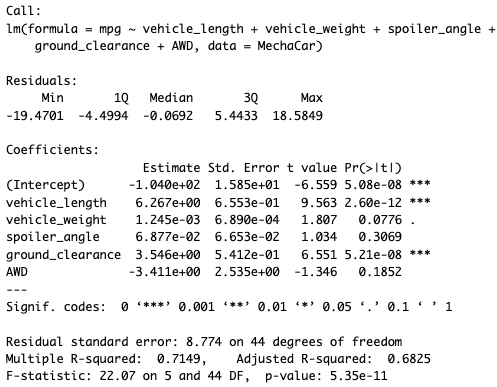 Call:
lm(formula = mpg ~ vehicle_length + vehicle_weight + spoiler_angle +
    ground_clearance + AWD, data = MechaCar)

Residuals:
     Min       1Q   Median       3Q      Max
-19.4701  -4.4994  -0.0692   5.4433  18.5849

Coefficients:
                   Estimate Std. Error t value Pr(>|t|)
(Intercept)      -1.040e+02  1.585e+01  -6.559 5.08e-08 ***
vehicle_length    6.267e+00  6.553e-01   9.563 2.60e-12 ***
vehicle_weight    1.245e-03  6.890e-04   1.807   0.0776 .
spoiler_angle     6.877e-02  6.653e-02   1.034   0.3069
ground_clearance  3.546e+00  5.412e-01   6.551 5.21e-08 ***
AWD              -3.411e+00  2.535e+00  -1.346   0.1852
---
Signif. codes:  0 ‘***’ 0.001 ‘**’ 0.01 ‘*’ 0.05 ‘.’ 0.1 ‘ ’ 1

Residual standard error: 8.774 on 44 degrees of freedom
Multiple R-squared:  0.7149,    Adjusted R-squared:  0.6825
F-statistic: 22.07 on 5 and 44 DF,  p-value: 5.35e-11